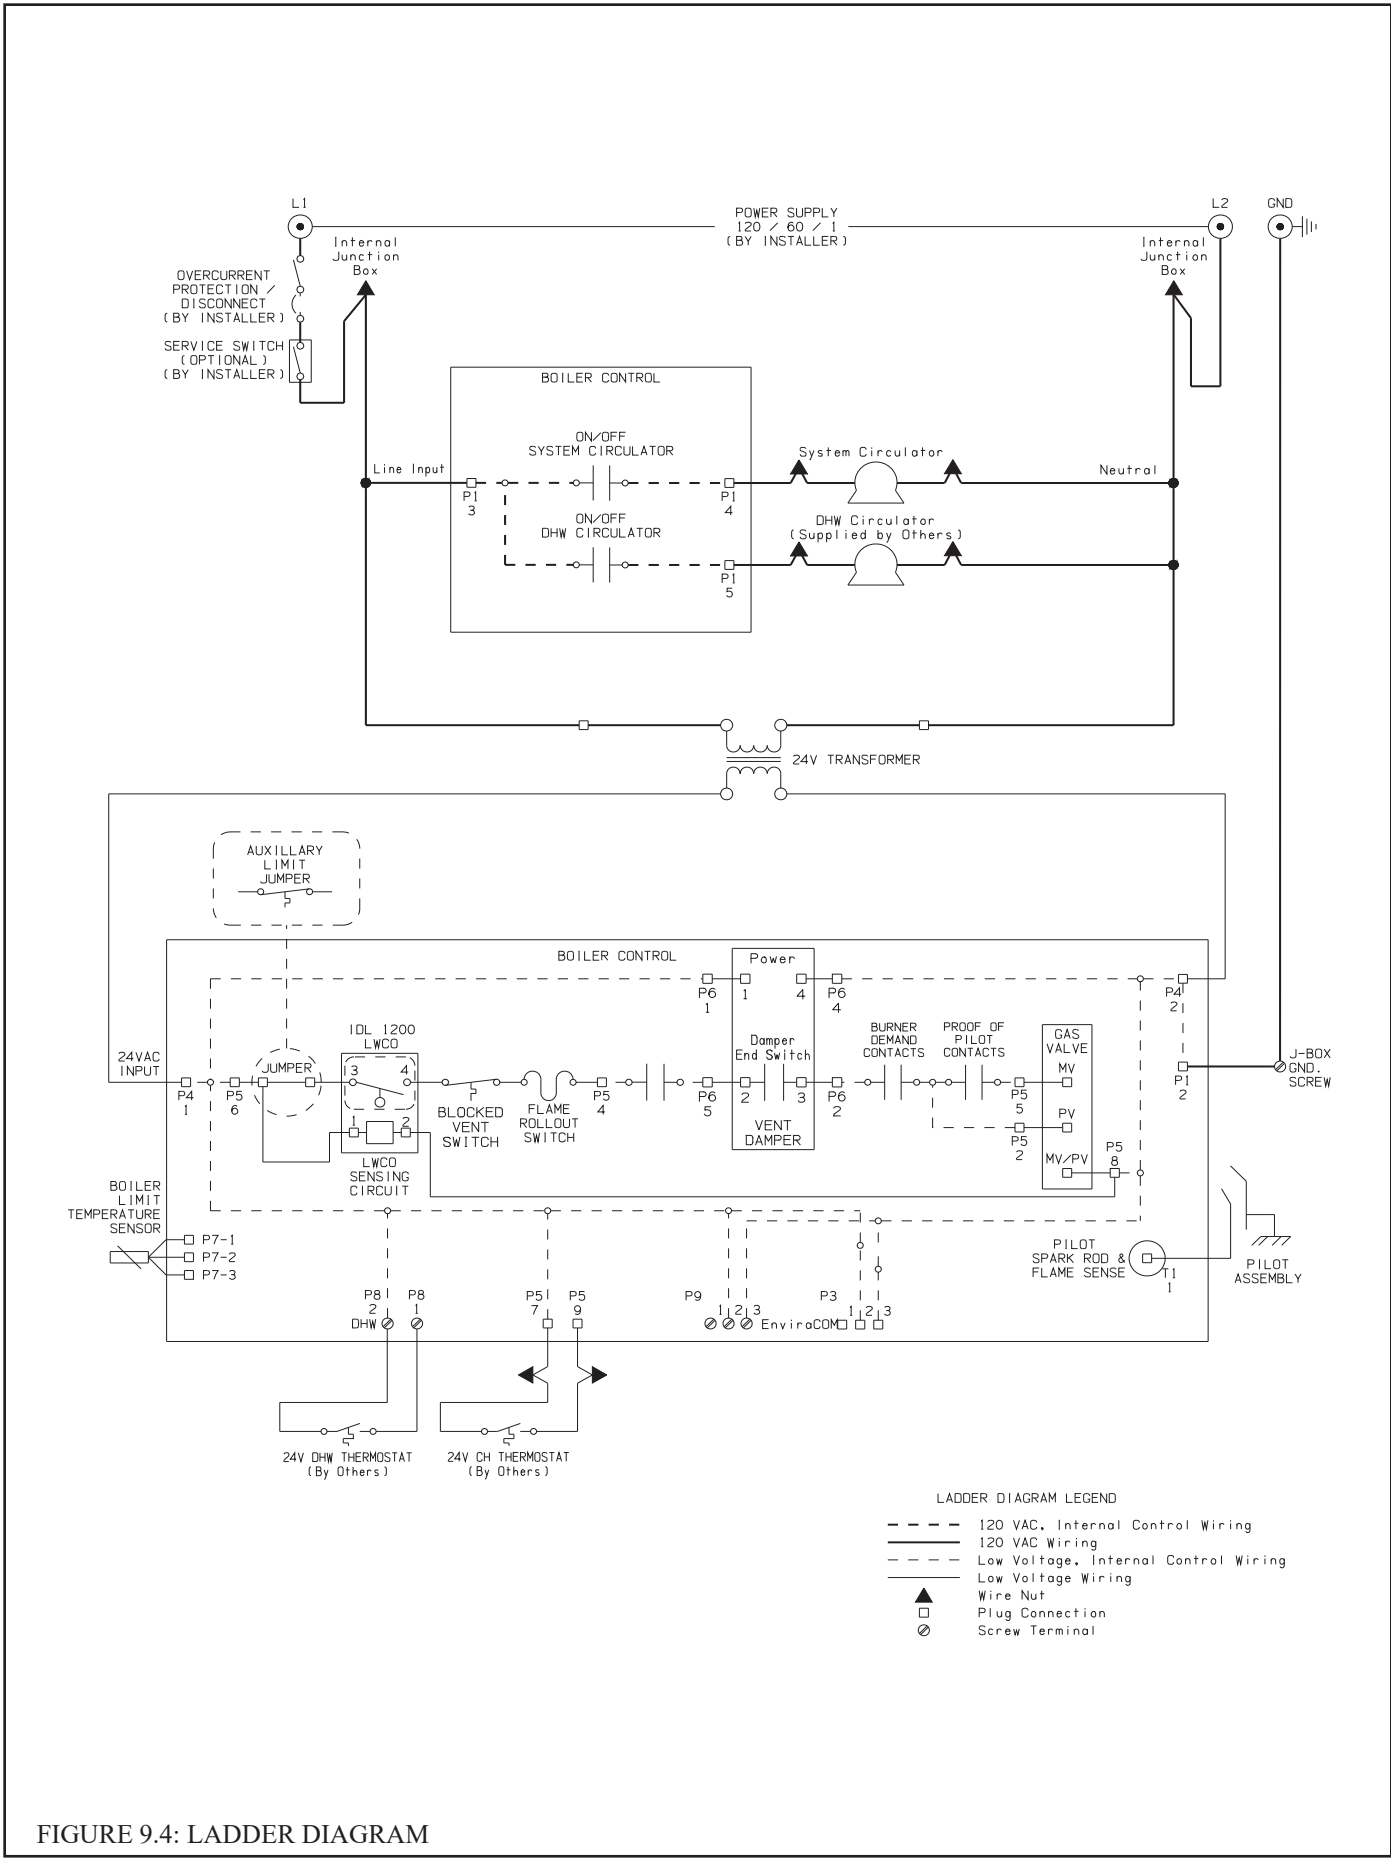 L1
L2
GND
POWER SUPPLY
120 / 60 / 1
(BY INSTALLER)
Internal
Junction
Box
Internal
Junction
Box
OVERCURRENT
PROTECTION /
DISCONNECT
(BY INSTALLER)
SERVICE SWITCH
(OPTIONAL)
(BY INSTALLER)
BOILER CONTROL
ON/OFF
SYSTEM CIRCULATOR
System Circulator
Line Input
Neutral
P1
3
P1
4
ON/OFF
DHW CIRCULATOR
DHW Circulator
(Supplied by Others)
P1
5
24V TRANSFORMER
AUXILLARY
LIMIT
JUMPER
BOILER CONTROL
Power
P6
1
1
4
P6
4
P4
2
IDL 1200
LWCO
Damper
End Switch
BURNER
DEMAND
CONTACTS
PROOF OF
PILOT
CONTACTS
GAS
VALVE
24VAC
INPUT
JUMPER
3
4
MV
J-BOX
GND.
SCREW
P4
1
P5
6
BLOCKED
VENT
SWITCH
FLAME
ROLLOUT
SWITCH
P5
4
P6
5
2
3
P6
2
P5
5
P1
2
1
2
VENT
DAMPER
PV
P5
2
LWCO
SENSING
CIRCUIT
MV/PV
P5
8
BOILER
LIMIT
TEMPERATURE
SENSOR
P7-1
P7-2
P7-3
PILOT
SPARK ROD &
FLAME SENSE
T1
1
PILOT
ASSEMBLY
P8
2
P8
1
P5
7
P5
9
P9
1
2
3
P3
1
2
3
DHW
EnviraCOM
24V DHW THERMOSTAT
(By Others)
24V CH THERMOSTAT
(By Others)
LADDER DIAGRAM LEGEND
120 VAC, Internal Control Wiring
120 VAC Wiring
Low Voltage, Internal Control Wiring
Low Voltage Wiring
Wire Nut
Plug Connection
Screw Terminal
FIGURE 9.4: LADDER DIAGRAM